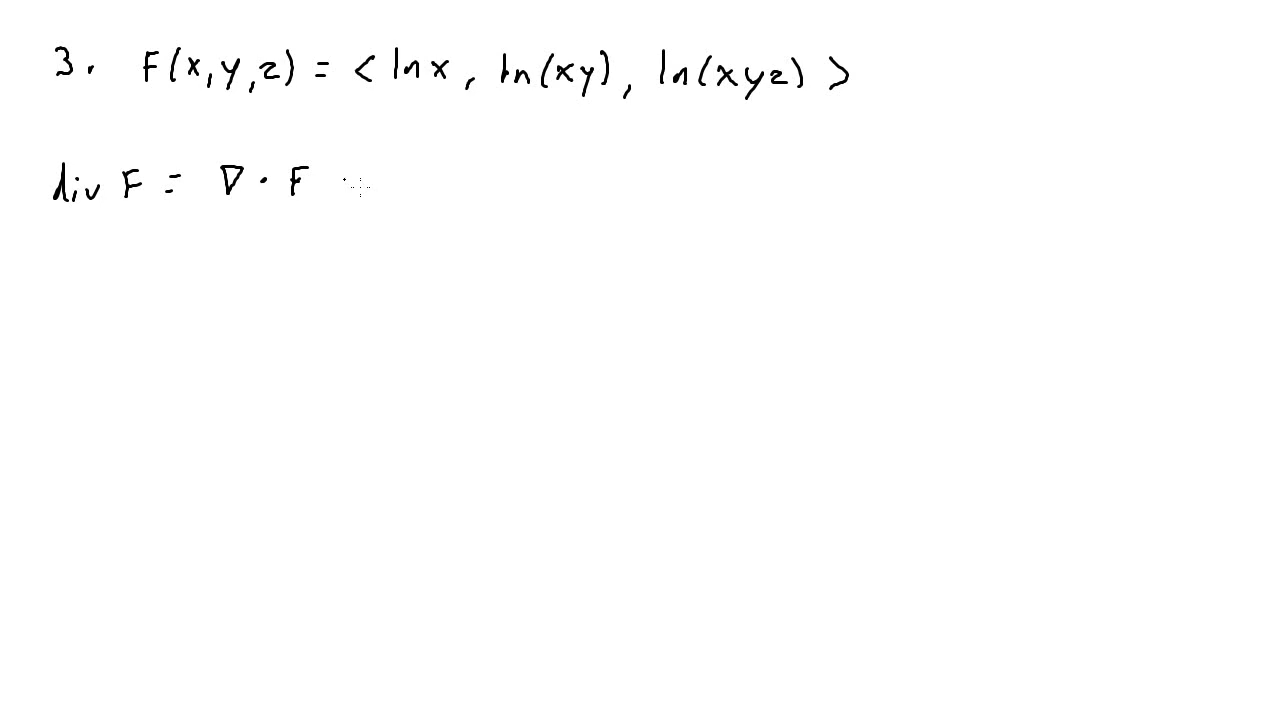 3. F(x,y,z) = < ln x , ln(xy) , ln(xyz) >
div F = ∇ · F